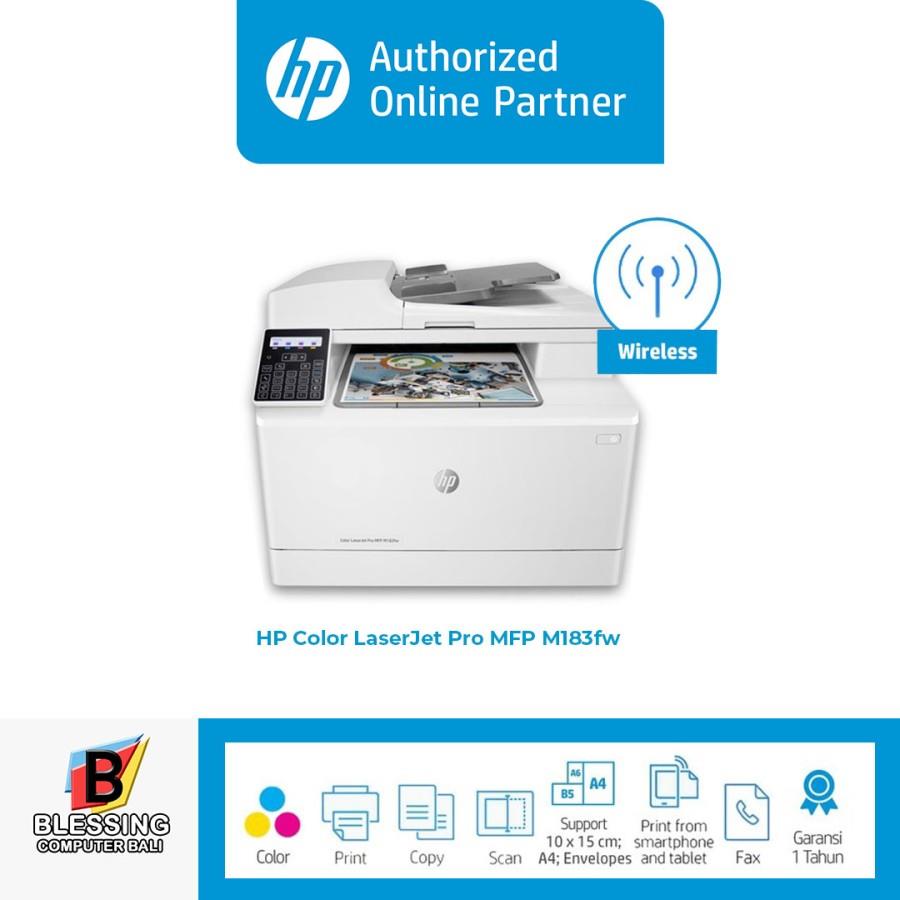 hp
Authorized
Online Partner
Wireless
hp
HP Color LaserJet Pro MFP M183fw
B
BLESSING
COMPUTER BALI
Color
Print
Copy
Scan
A6
B5
A4
Support
10 x 15 cm;
A4; Envelopes
Print from
smartphone
and tablet
Fax
Garansi
1 Tahun